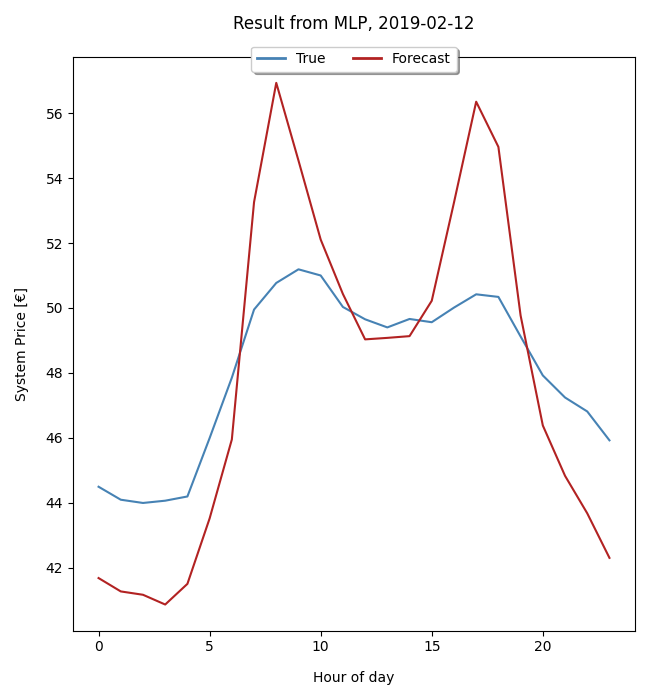 Result from MLP, 2019-02-12
True Forecast
56
54
52
50
48
46
44
42
System Price [€]
0 5 10 15 20
Hour of day